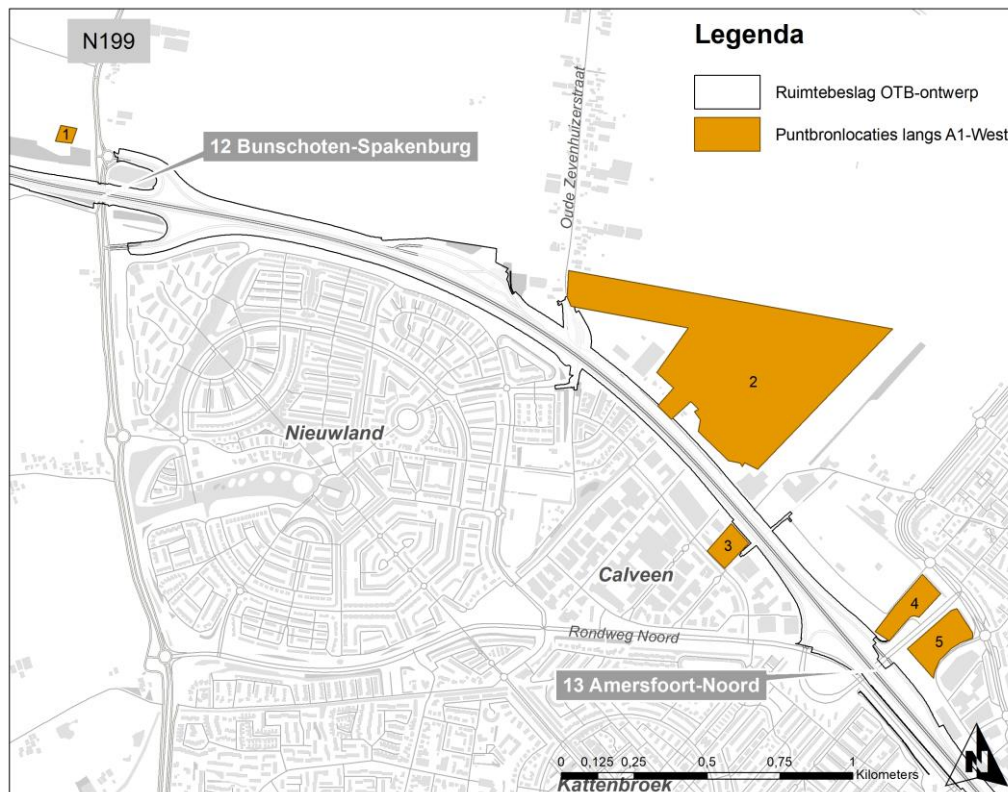 N199
Legenda
Ruimtebeslag OTB-ontwerp
Puntbronlocaties langs A1-West
1
12 Bunschoten-Spakenburg
Oude Zevenhuizerstraat
2
Nieuwland
3
Calveen
4
5
Rondweg Noord
13 Amersfoort-Noord
0 0,125 0,25 0,5 0,75 1
Kilometers
Kattenbroek
N